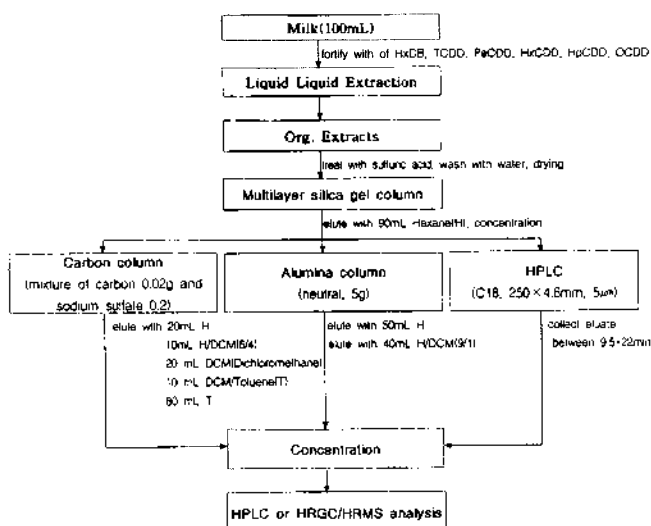 Milk(100mL)
fortify with of HxDB, TCDD, PeCDD, HxCDD, HpCDD, OCDD
Liquid Liquid Extraction
Org. Extracts
treat with sulfuric acid, wash with water, drying
Multilayer silica gel column
elute with 90mL Hexane(H), concentration
Carbon column
(mixture of carbon 0.02g and
sodium sulfate 0.2)
Alumina column
(neutral, 5g)
HPLC
(C18, 250×4.6mm, 5μm)
elute with 20mL H
10mL H/DCM(6/4)
20 mL DCM(Dichloromethane)
10 mL DCM/Toluene(T)
60 mL T
elute with 50mL H
elute with 40mL H/DCM(9/1)
collect eluate
between 9.5-22min
Concentration
HPLC or HRGC/HRMS analysis